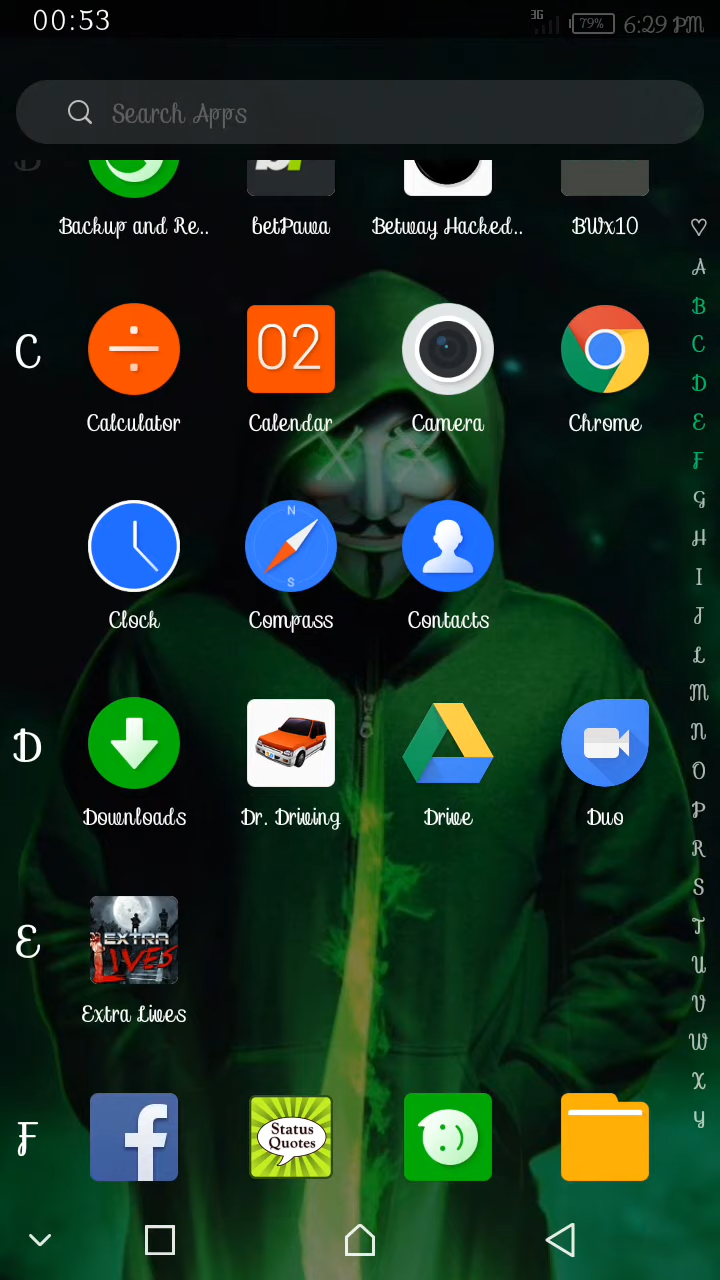 00:53 3G 79% 6:29 PM
Search Apps
B
Backup and Re.. betPawa Betway Hacked.. BWx10
♡
A
B
C
D
E
F
G
H
I
J
L
M
N
O
P
R
S
T
U
V
W
X
Y
C
02
Calculator Calendar Camera Chrome
N
S
Clock Compass Contacts
D
Downloads Dr. Driving Drive Duo
E
EXTRA
LIVES
Extra Lives
F
f
Status
Quotes